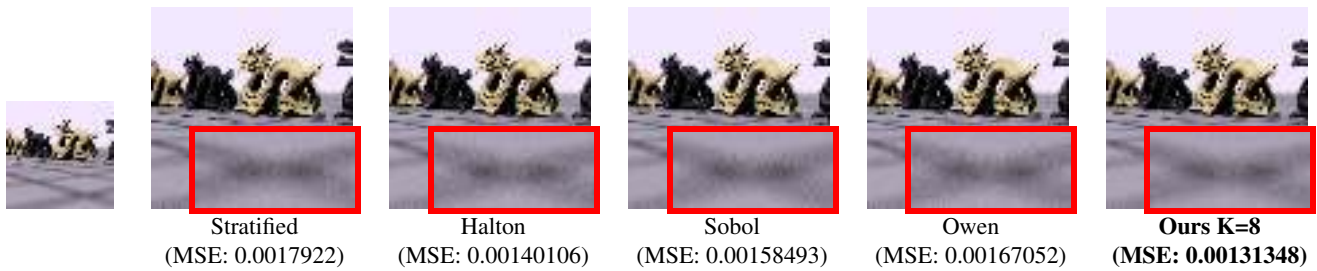 Stratified
(MSE: 0.0017922)
Halton
(MSE: 0.00140106)
Sobol
(MSE: 0.00158493)
Owen
(MSE: 0.00167052)
Ours K=8
(MSE: 0.00131348)